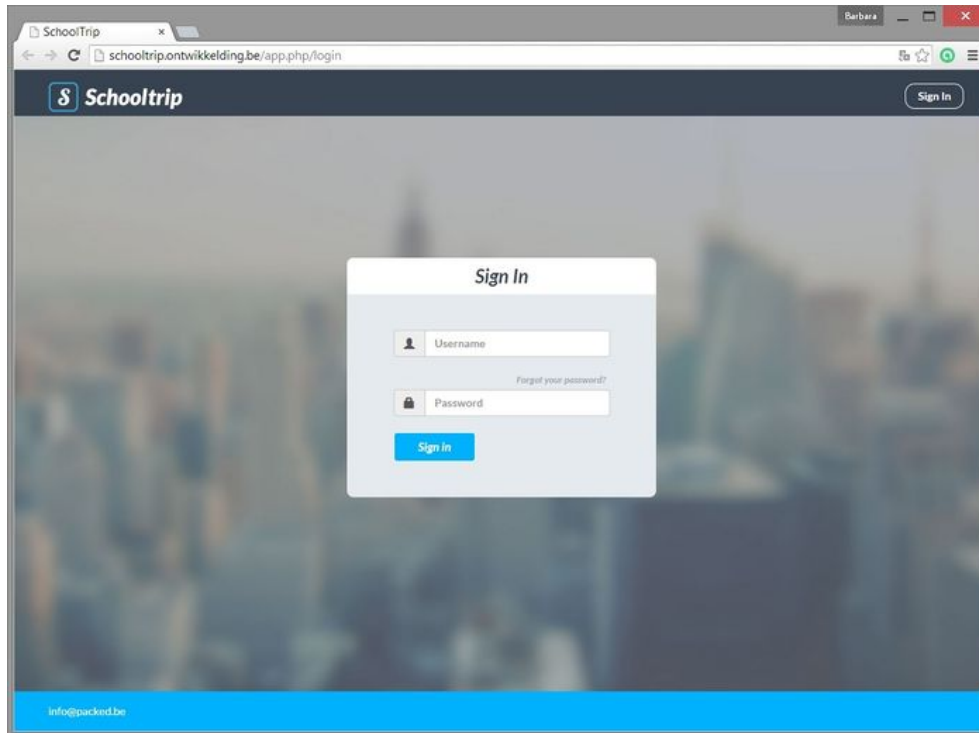 Barbara
SchoolTrip
schooltrip.ontwikkelding.be/app.php/login
S Schooltrip
Sign In
Sign In
Username
Forgot your password?
Password
Sign in
info@packed.be